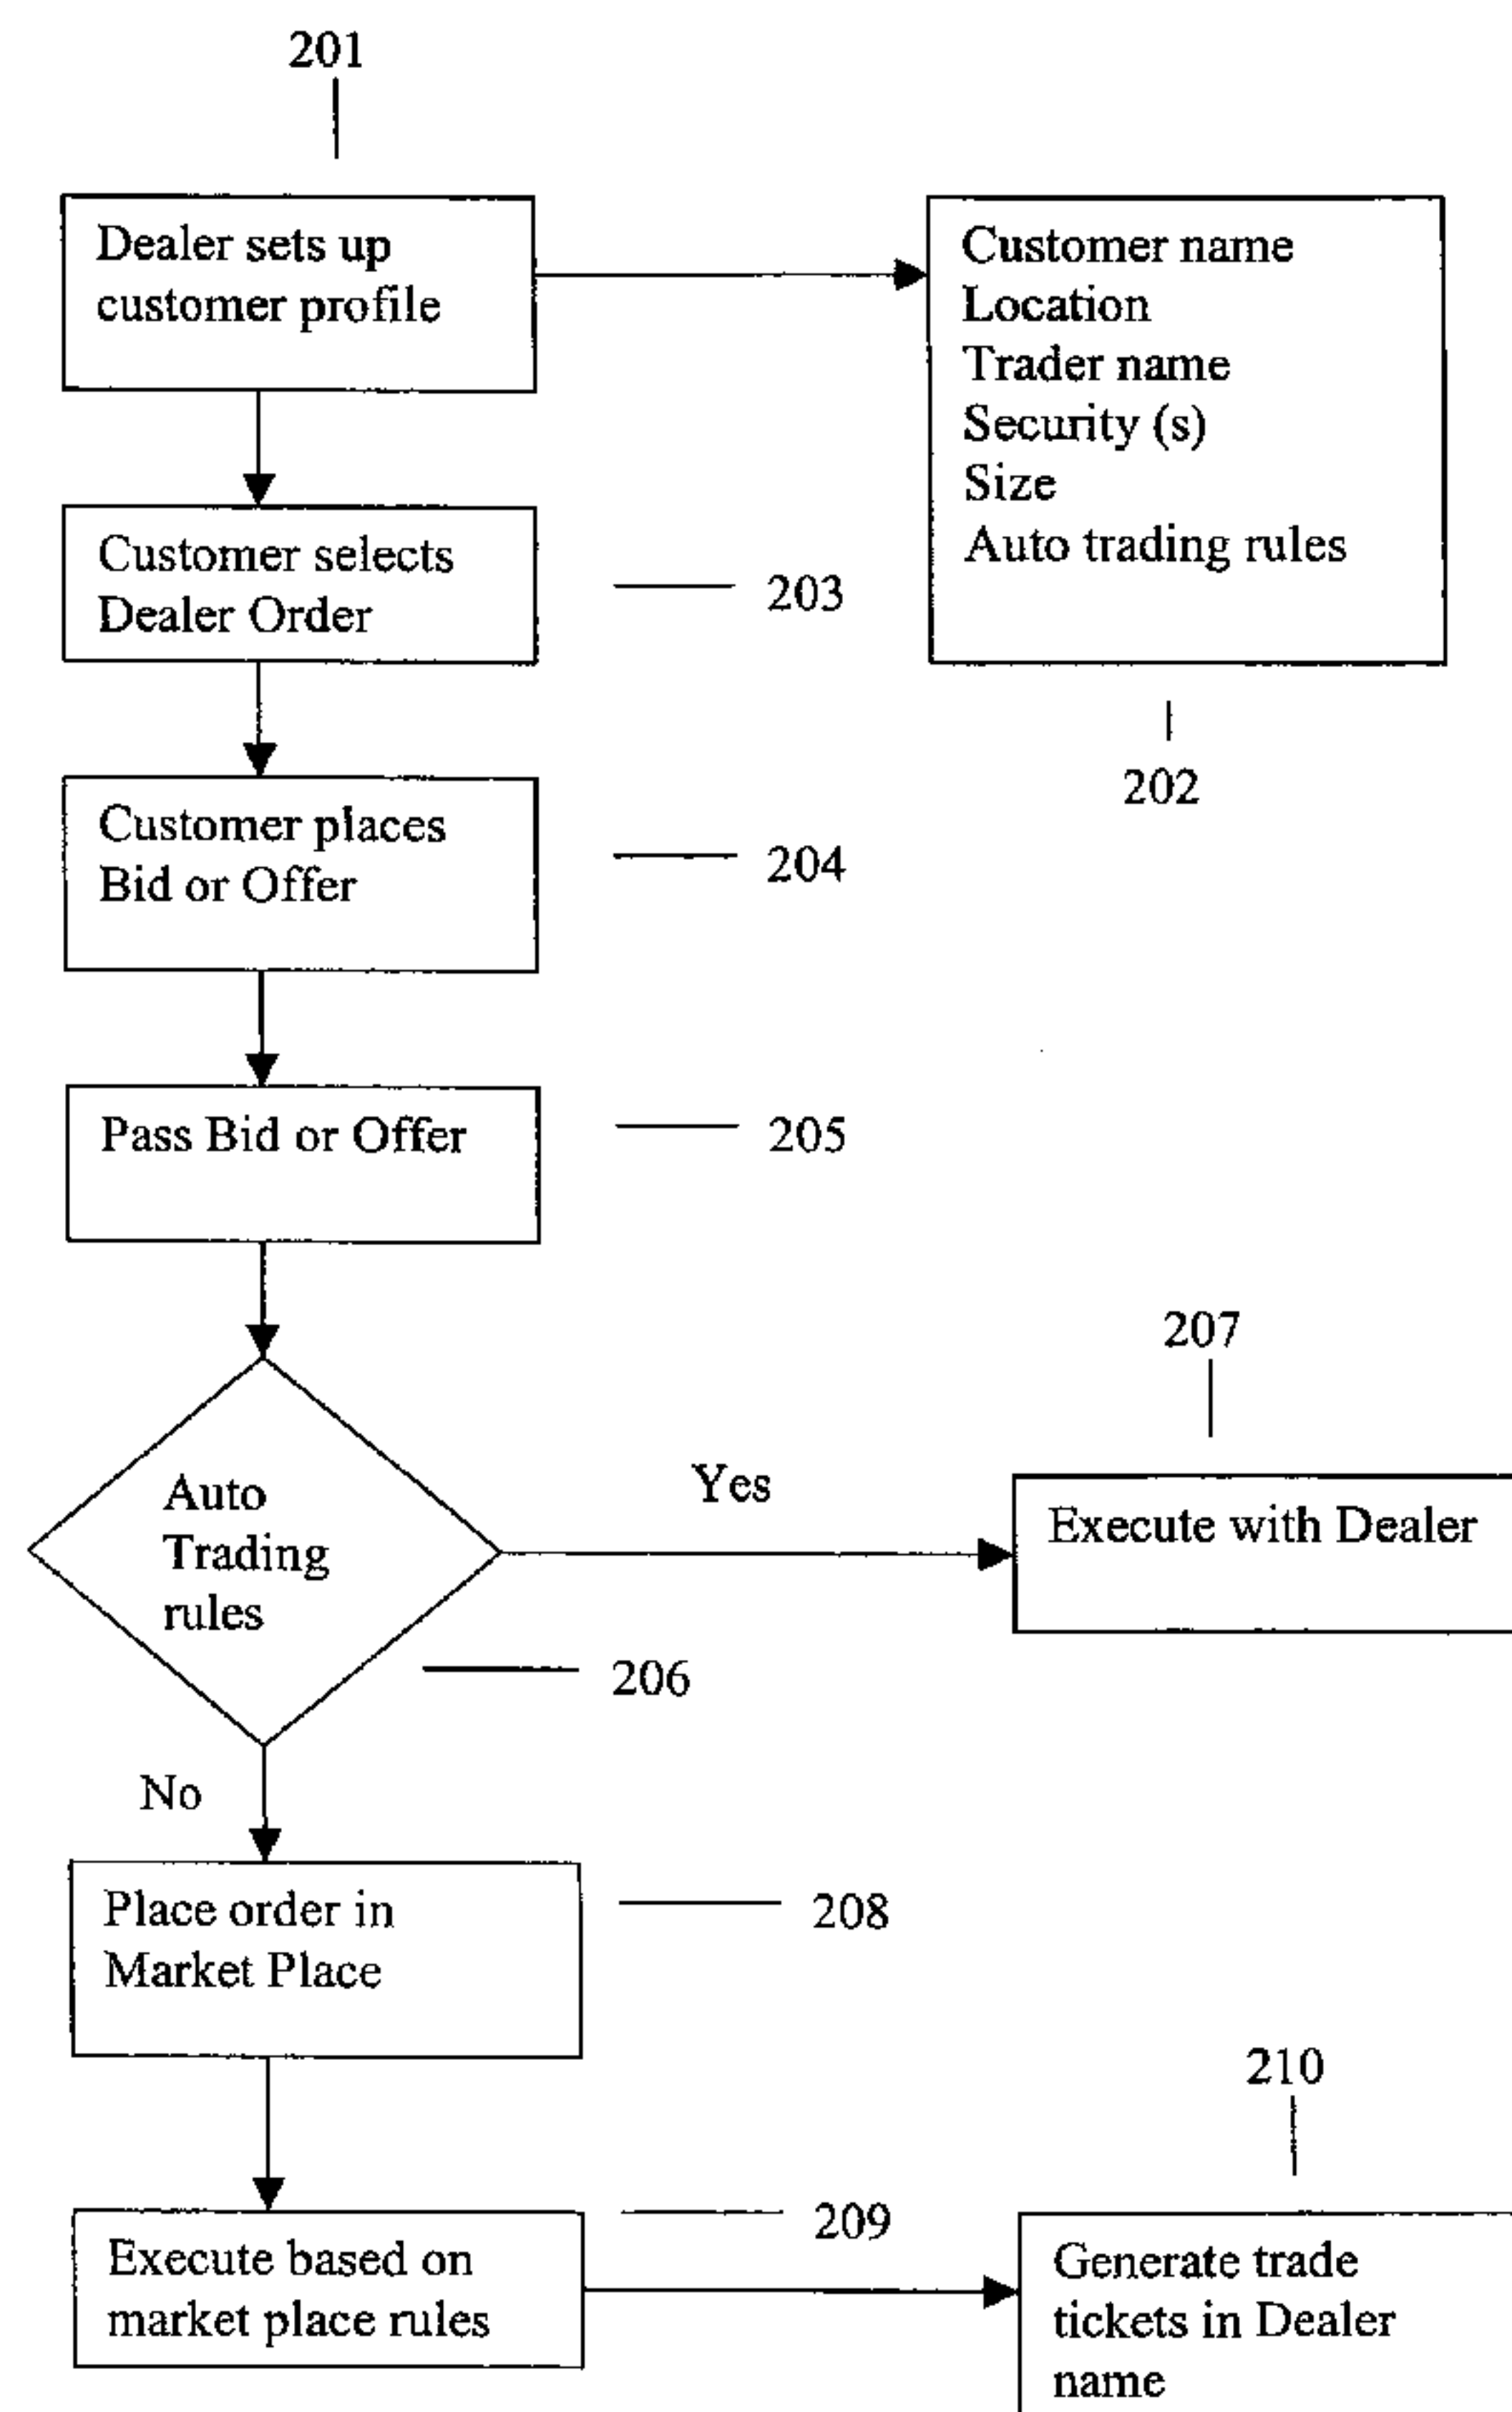 201
Dealer sets up
customer profile
Customer name
Location
Trader name
Security (s)
Size
Auto trading rules
202
Customer selects
Dealer Order
203
Customer places
Bid or Offer
204
Pass Bid or Offer
205
Auto
Trading
rules
206
Yes
207
Execute with Dealer
No
Place order in
Market Place
208
Execute based on
market place rules
209
210
Generate trade
tickets in Dealer
name